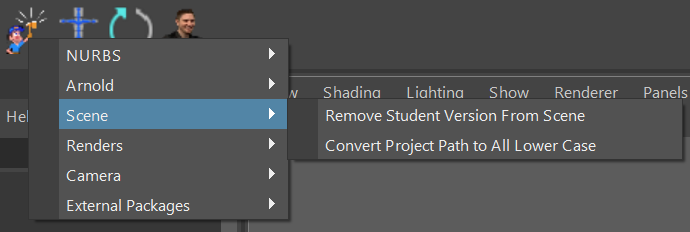 NURBS
Arnold
Scene
Renders
Camera
External Packages
Shading Lighting Show Renderer Panels
Remove Student Version From Scene
Convert Project Path to All Lower Case